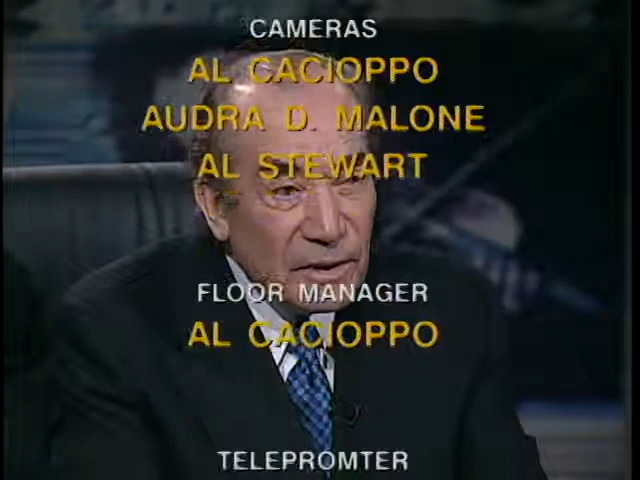 CAMERAS
AL CACIOPPO
AUDRA D. MALONE
AL STEWART
FLOOR MANAGER
AL CACIOPPO
TELEPROMTER